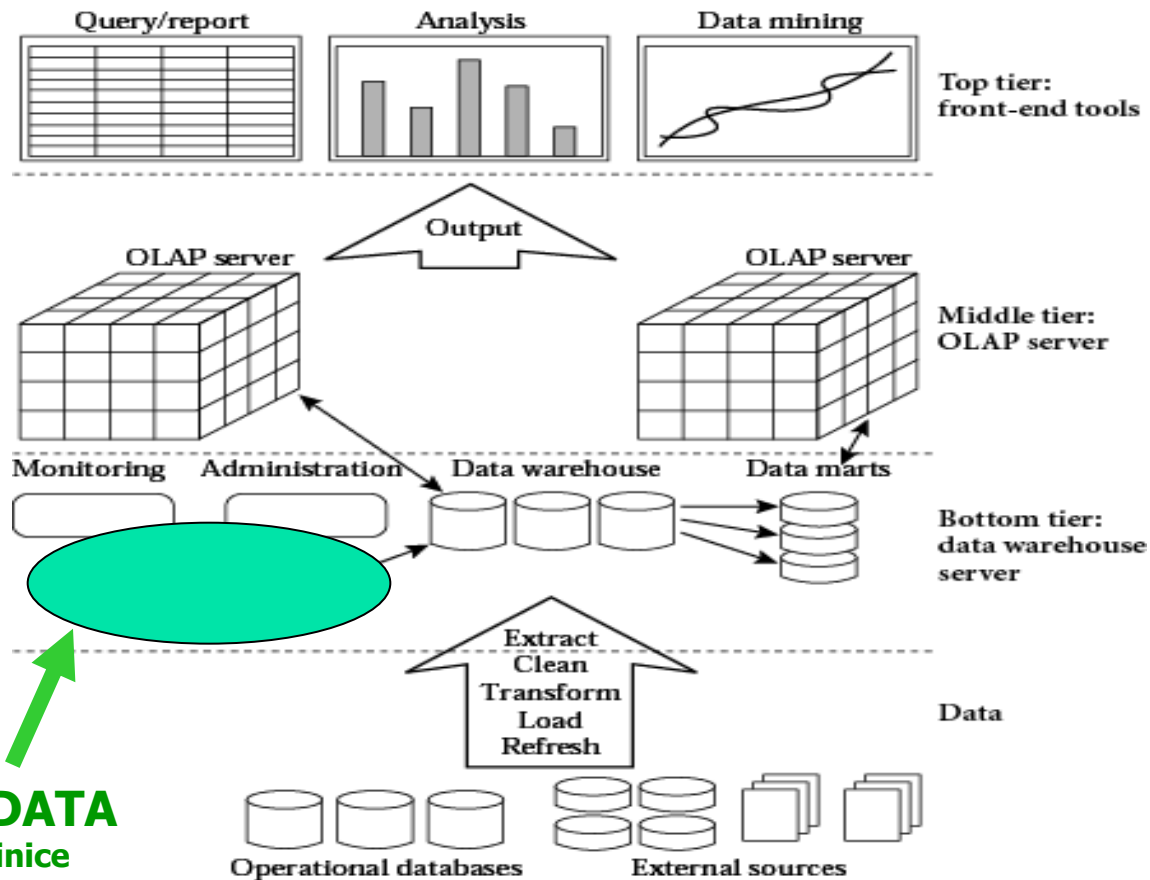 Query/report
Analysis
Data mining
Top tier:
front-end tools
Output
OLAP server
OLAP server
Middle tier:
OLAP server
Monitoring
Administration
Data warehouse
Data marts
Bottom tier:
data warehouse
server
Extract
Clean
Transform
Load
Refresh
Data
DATA
inice
Operational databases
External sources